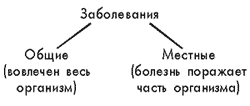 Заболевания
Общие
(вовлечен весь
организм)
Местные
(болезнь поражает
часть организма)